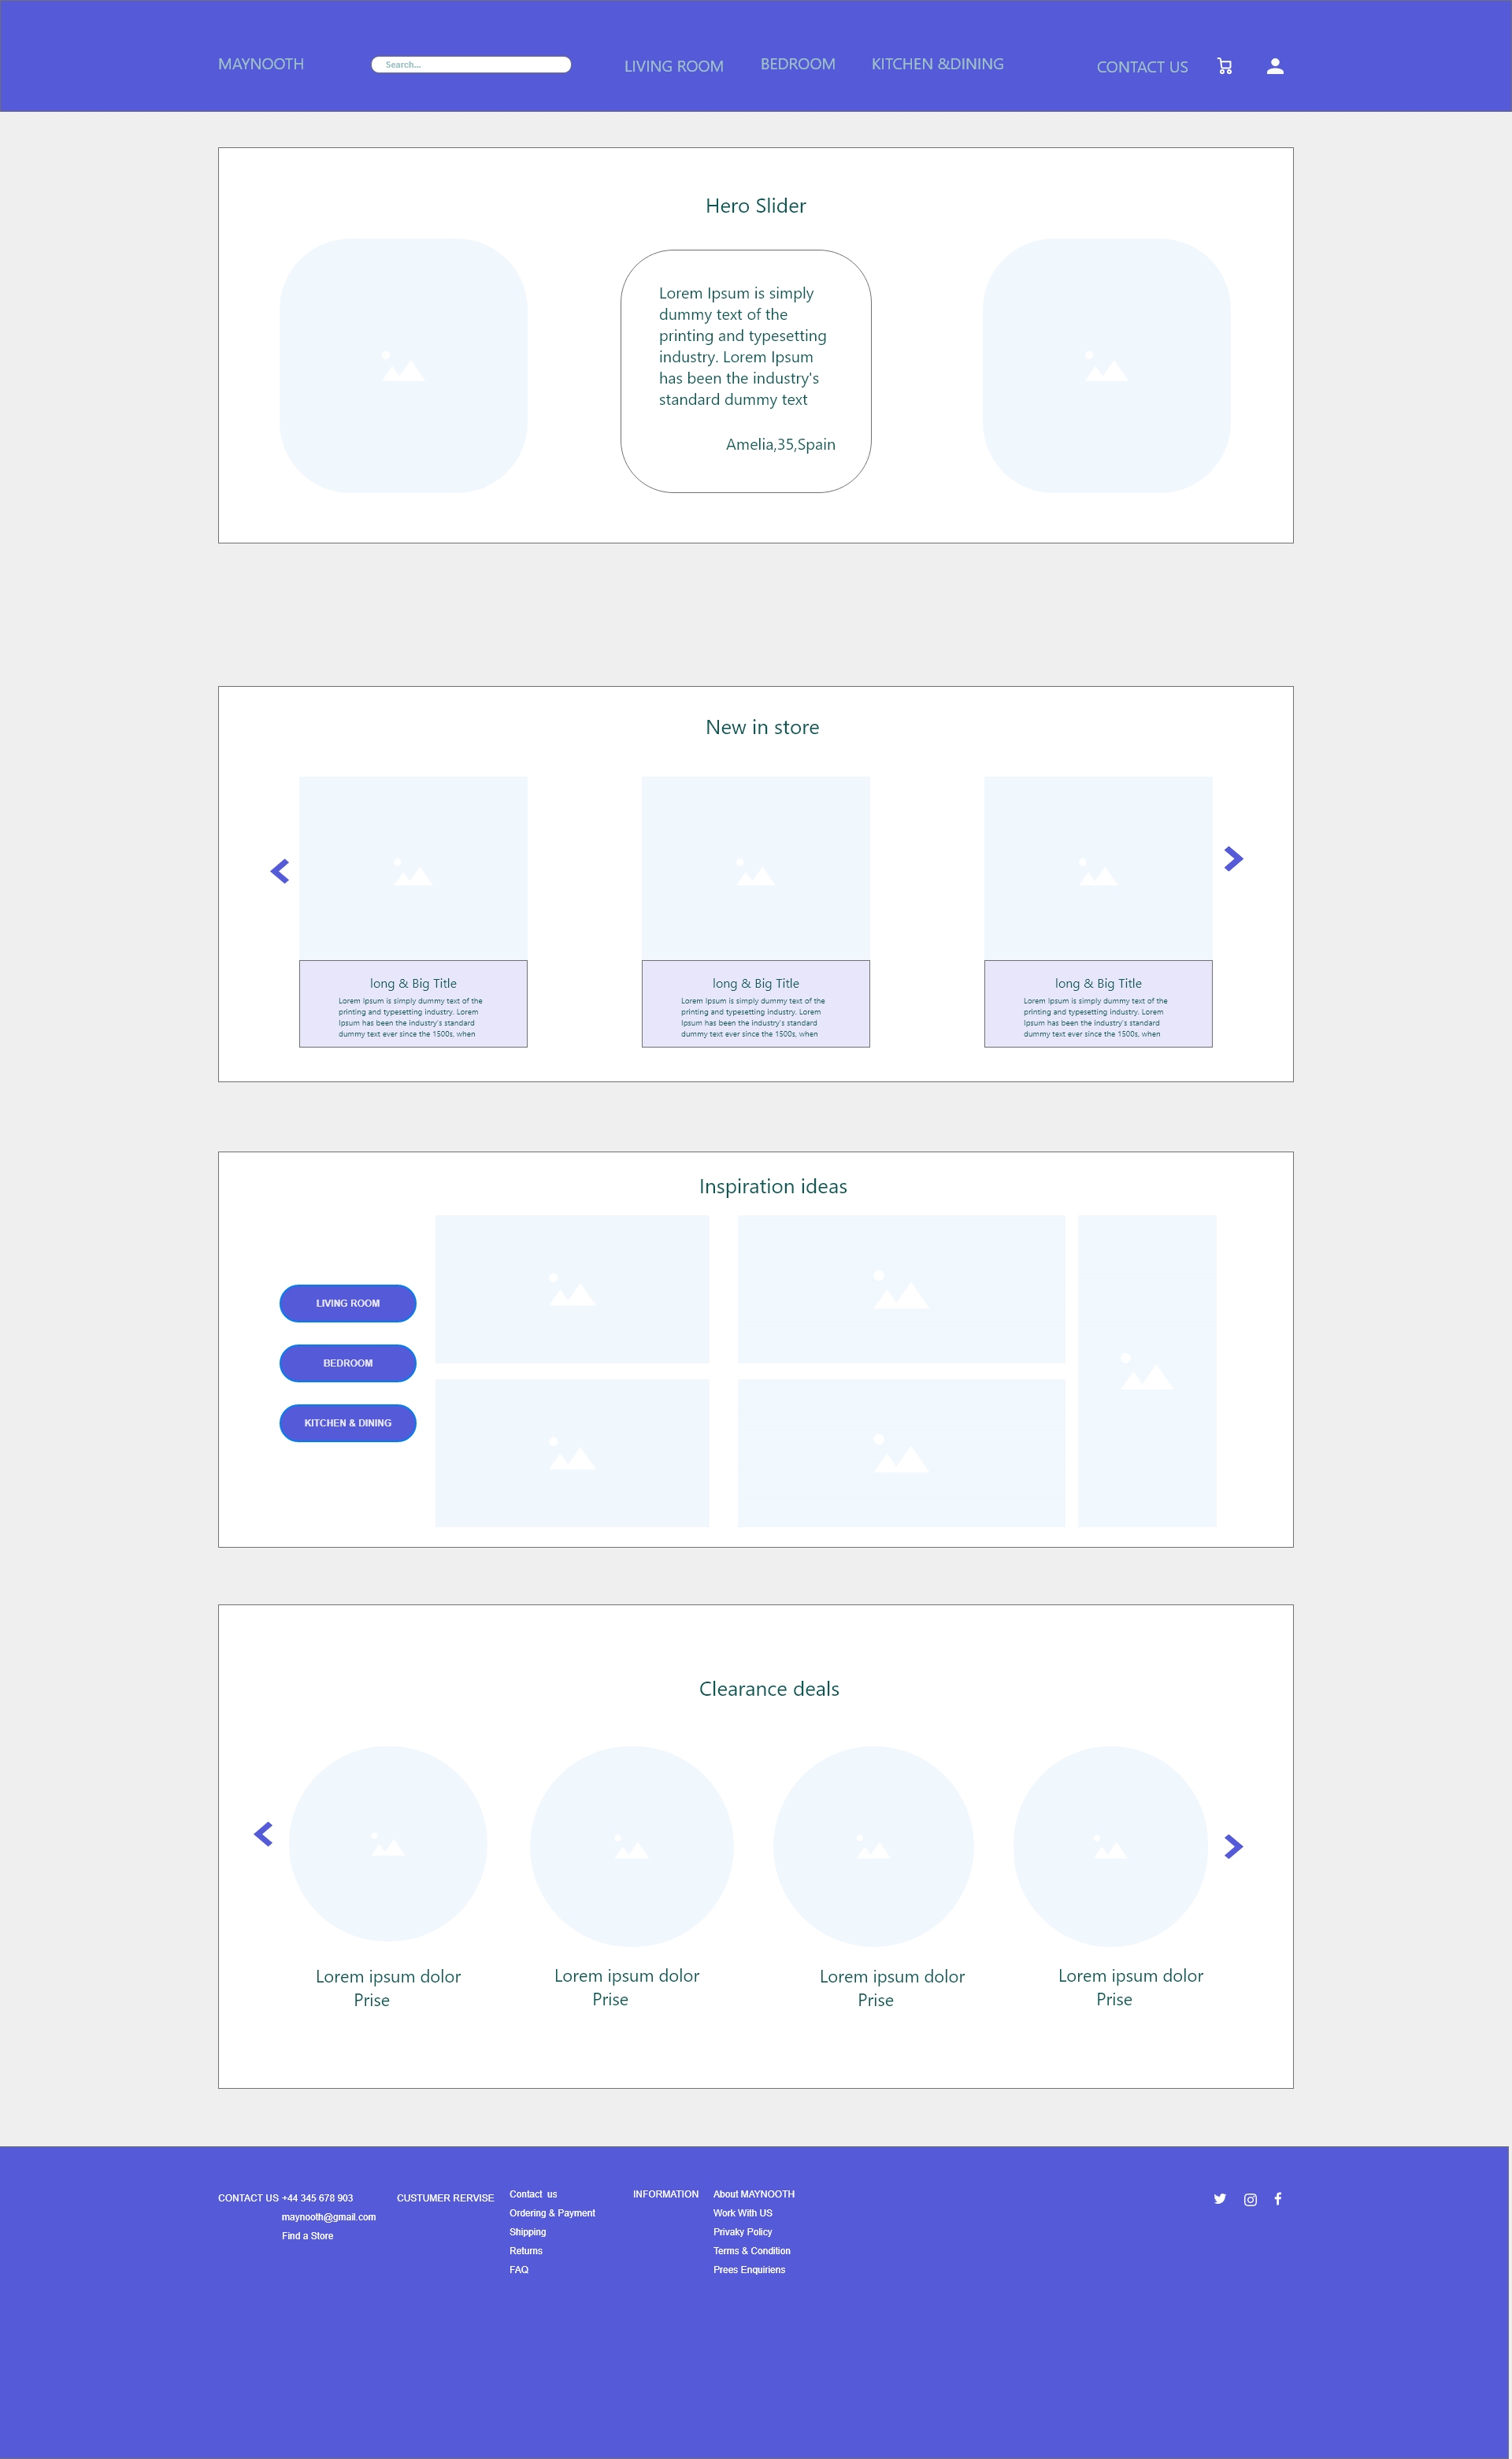 MAYNOOTH
Search...
LIVING ROOM
BEDROOM
KITCHEN &DINING
CONTACT US
Hero Slider
Lorem Ipsum is simply
dummy text of the
printing and typesetting
industry. Lorem Ipsum
has been the industry's
standard dummy text
Amelia,35,Spain
New in store
long & Big Title
Lorem Ipsum is simply dummy text of the
printing and typesetting industry. Lorem
Ipsum has been the industry's standard
dummy text ever since the 1500s, when
long & Big Title
Lorem Ipsum is simply dummy text of the
printing and typesetting industry. Lorem
Ipsum has been the industry's standard
dummy text ever since the 1500s, when
long & Big Title
Lorem Ipsum is simply dummy text of the
printing and typesetting industry. Lorem
Ipsum has been the industry's standard
dummy text ever since the 1500s, when
Inspiration ideas
LIVING ROOM
BEDROOM
KITCHEN & DINING
Clearance deals
Lorem ipsum dolor
Prise
Lorem ipsum dolor
Prise
Lorem ipsum dolor
Prise
Lorem ipsum dolor
Prise
CONTACT US
+44 345 678 903
maynooth@gmail.com
Find a Store
CUSTUMER RERVISE
Contact us
Ordering & Payment
Shipping
Returns
FAQ
INFORMATION
About MAYNOOTH
Work With US
Privaky Policy
Terms & Condition
Prees Enquiriens